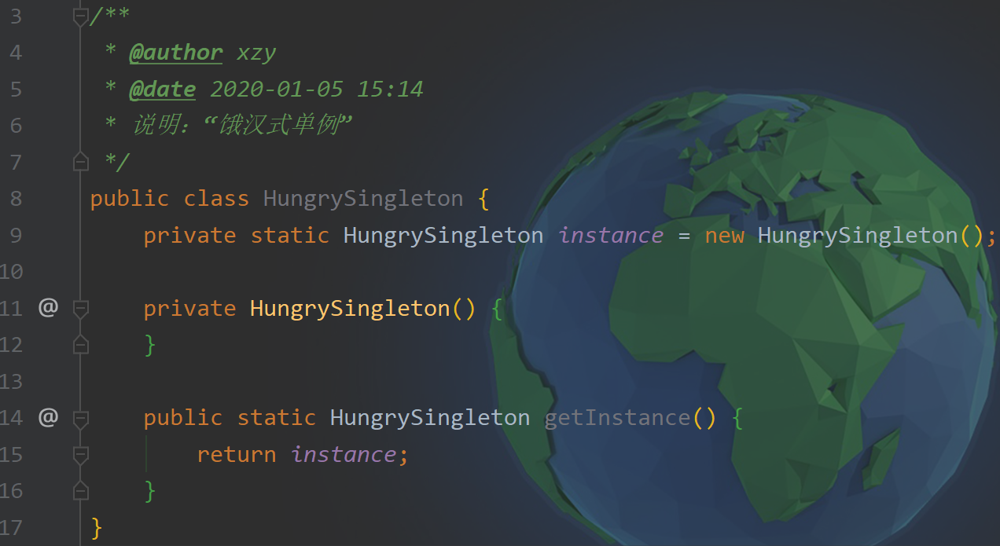 3 /**
4 * @author xzy
5 * @date 2020-01-05 15:14
6 * 说明：“饿汉式单例”
7 */
8 public class HungrySingleton {
9 private static HungrySingleton instance = new HungrySingleton();
10
11 @ private HungrySingleton() {
12 }
13
14 @ public static HungrySingleton getInstance() {
15 return instance;
16 }
17 }